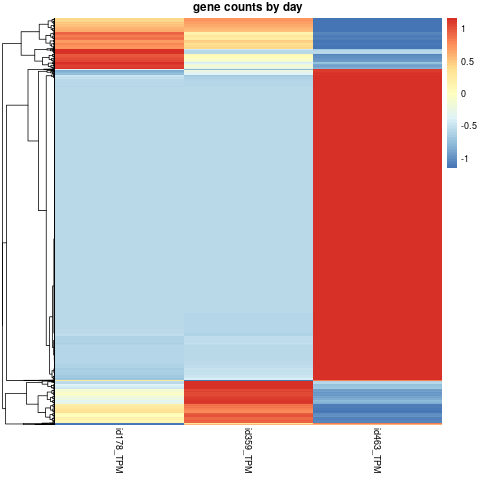 gene counts by day
1
0.5
0
-0.5
-1
id178_TPM
id359_TPM
id463_TPM